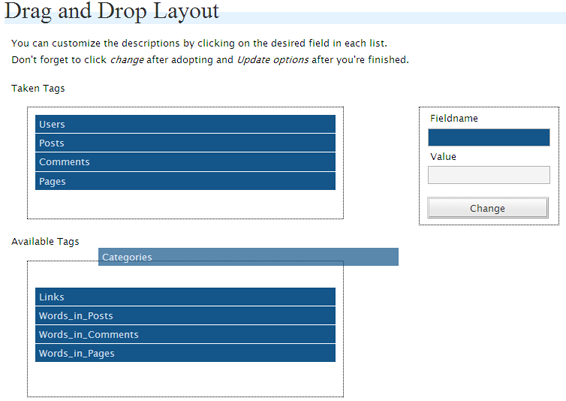 Drag and Drop Layout
You can customize the descriptions by clicking on the desired field in each list.
Don't forget to click change after adopting and Update options after you're finished.
Taken Tags
Users
Posts
Comments
Pages
Fieldname
Value
Change
Available Tags
Categories
Links
Words_in_Posts
Words_in_Comments
Words_in_Pages